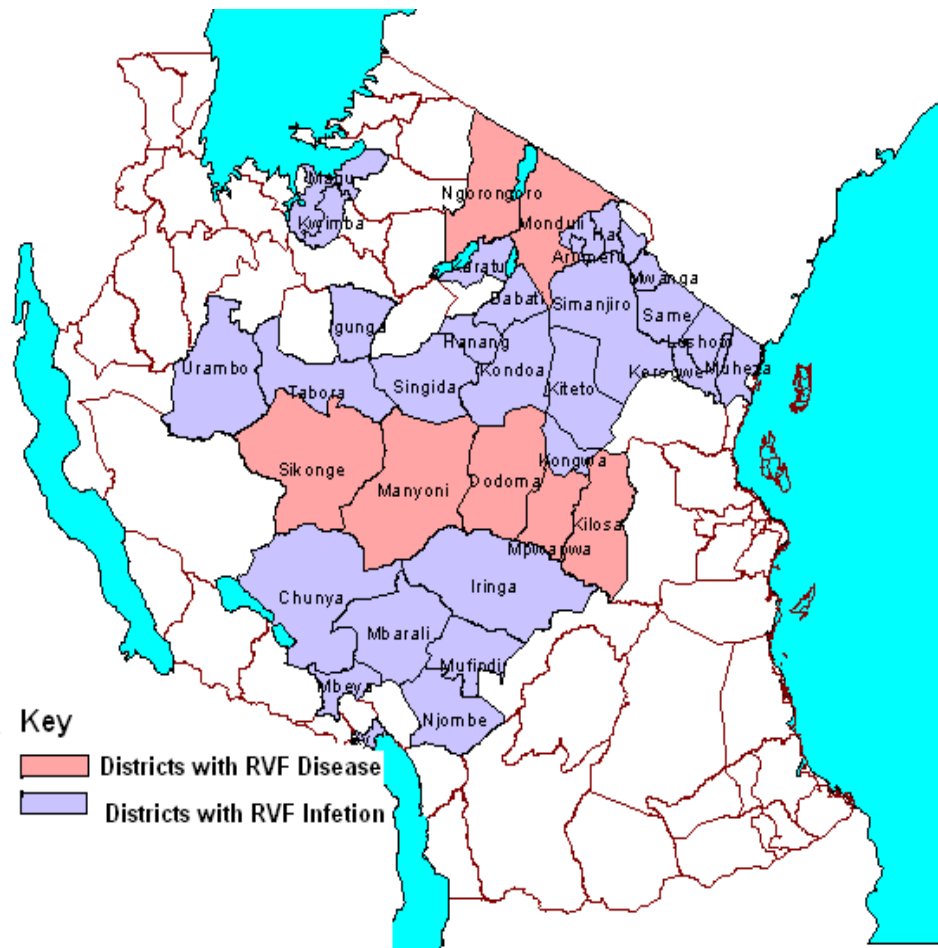 Magu
Ngorongoro
Kwimba
Monduli
Hai
Arumeru
Karatu
Mwanga
Babati
Simanjiro
Same
Igunga
Hanang
Lushoto
Urambo
Kondoa
Korogwe
Muheza
Tabora
Singida
Kiteto
Kongwa
Sikonge
Dodoma
Manyoni
Kilosa
Mpwapwa
Iringa
Chunya
Mbarali
Mufindi
Mbeya
Njombe
Key
Districts with RVF Disease
Districts with RVF Infetion